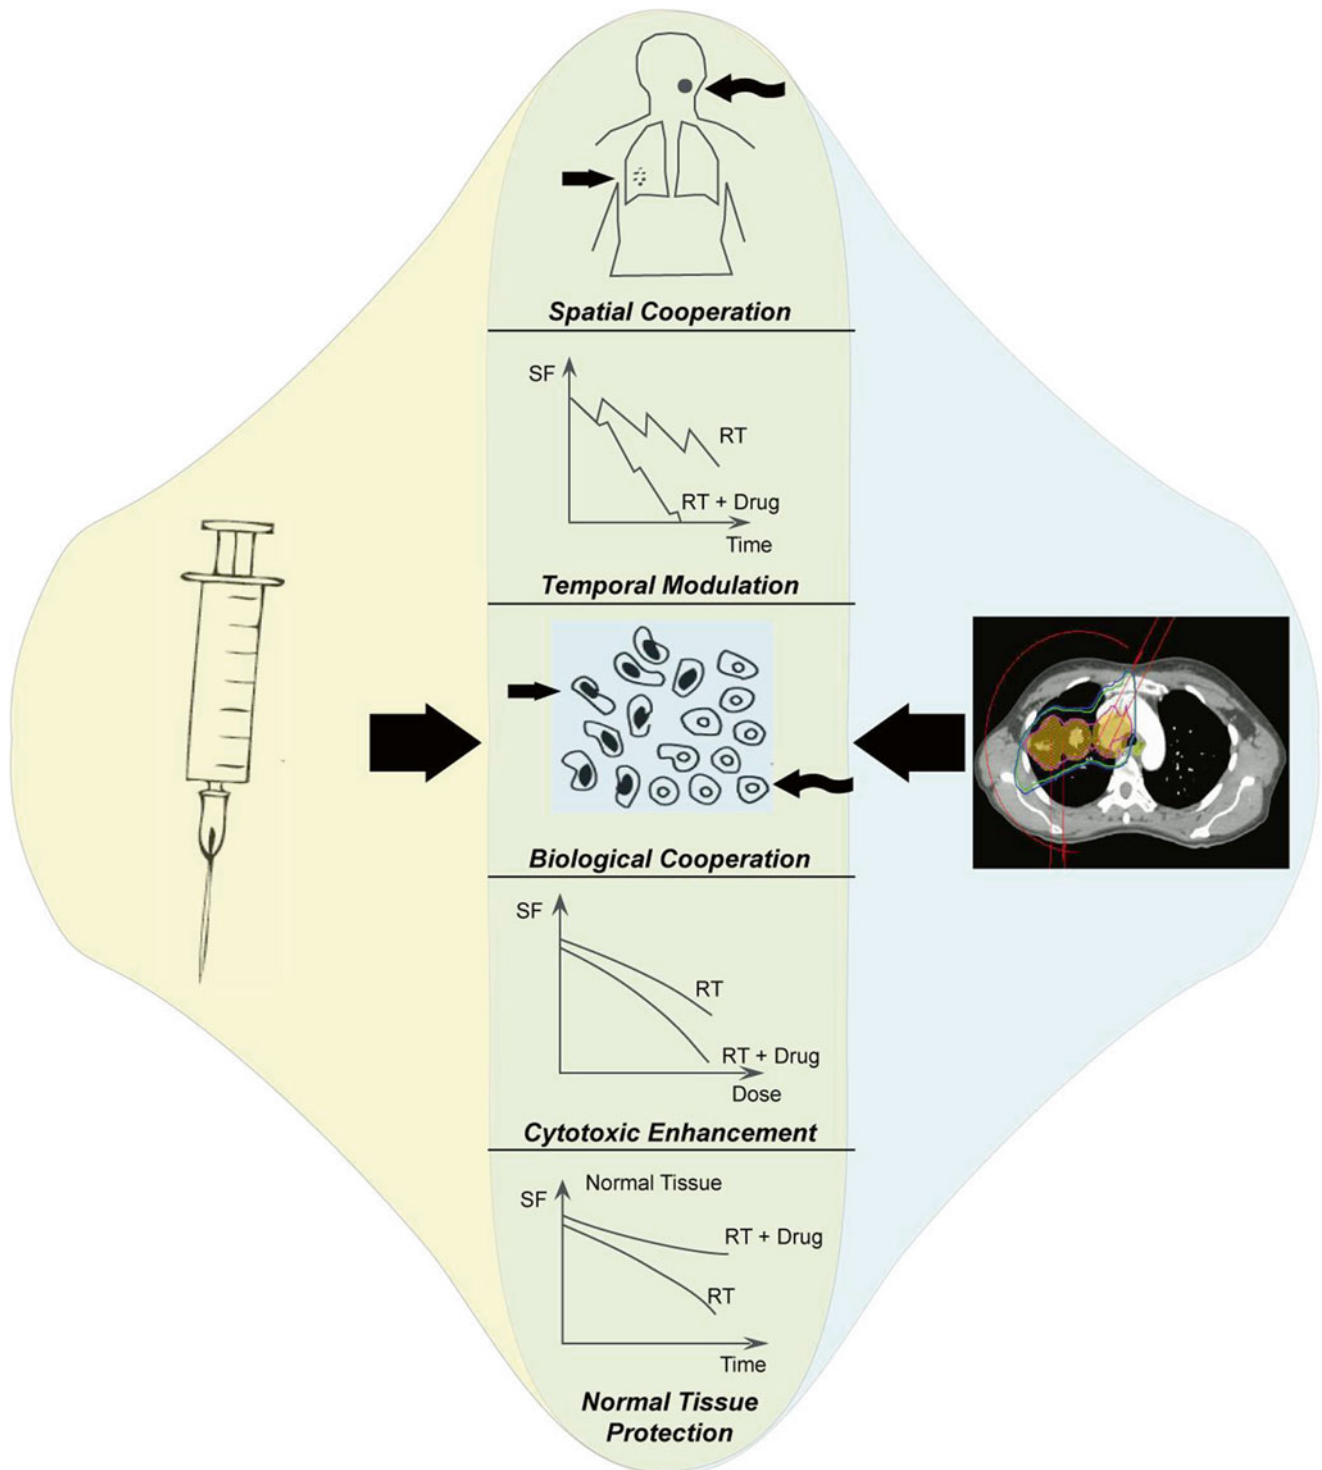 Spatial Cooperation
SF
RT
RT + Drug
Time
Temporal Modulation
Biological Cooperation
SF
RT
RT + Drug
Dose
Cytotoxic Enhancement
Normal Tissue
SF
RT + Drug
RT
Time
Normal Tissue
Protection